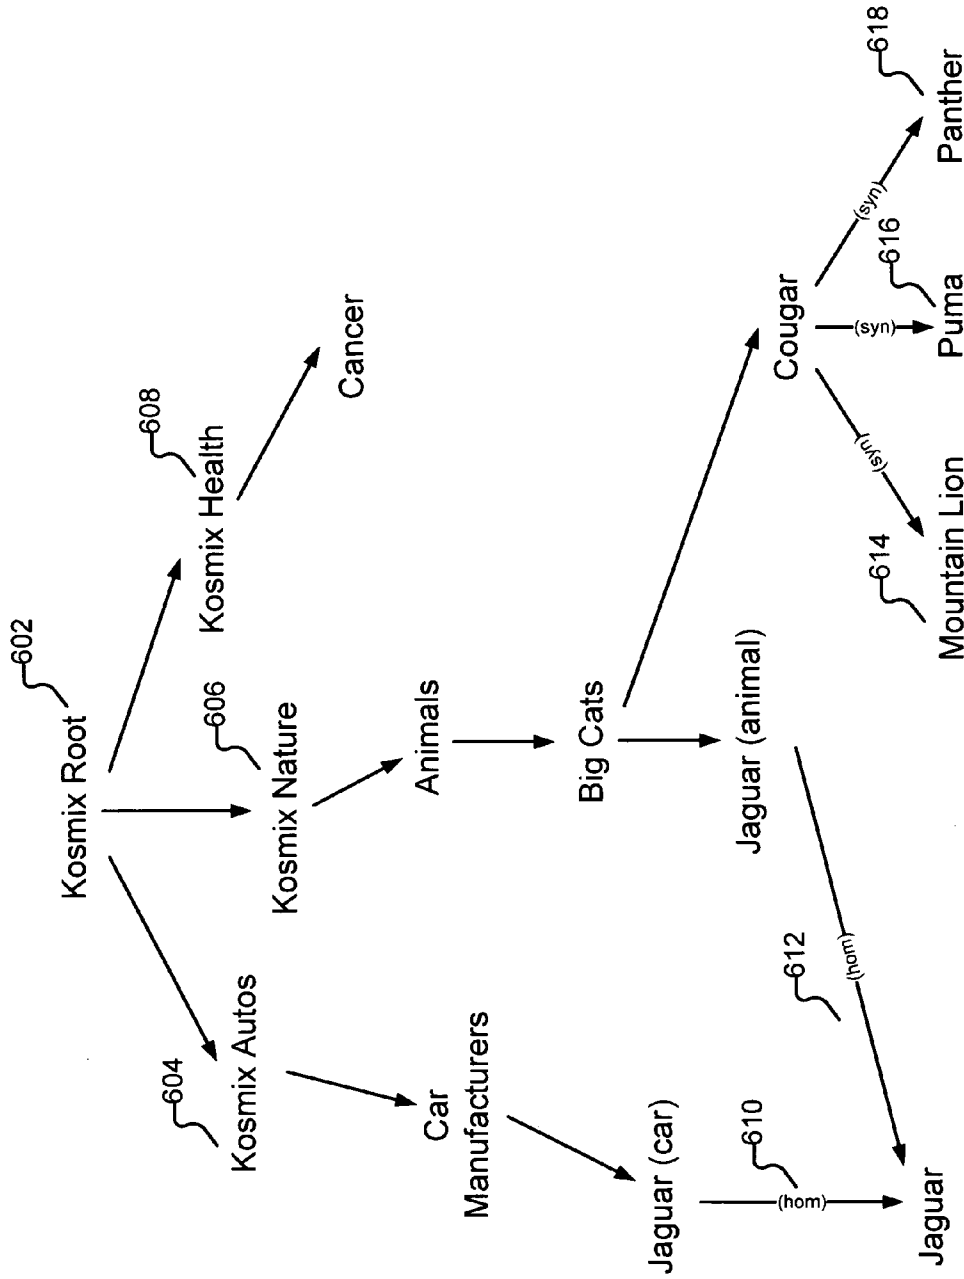 602
Kosmix Root
604
Kosmix Autos
606
Kosmix Nature
608
Kosmix Health
Car
Manufacturers
Animals
Cancer
Jaguar (car)
Big Cats
610
(hom)
Jaguar (animal)
Cougar
612
(hom)
(syn)
(syn)
(syn)
Jaguar
614
Mountain Lion
616
Puma
618
Panther